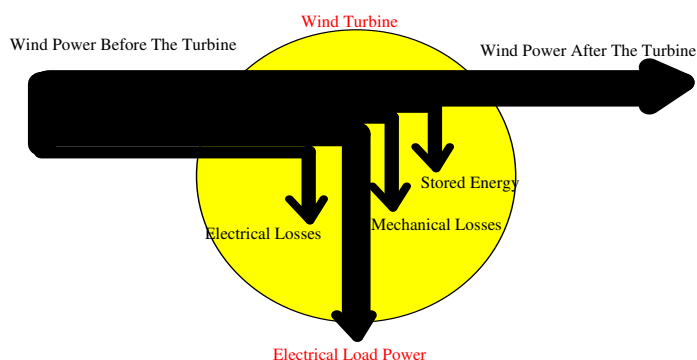 Wind Turbine
Wind Power Before The Turbine
Wind Power After The Turbine
Stored Energy
Mechanical Losses
Electrical Losses
Electrical Load Power